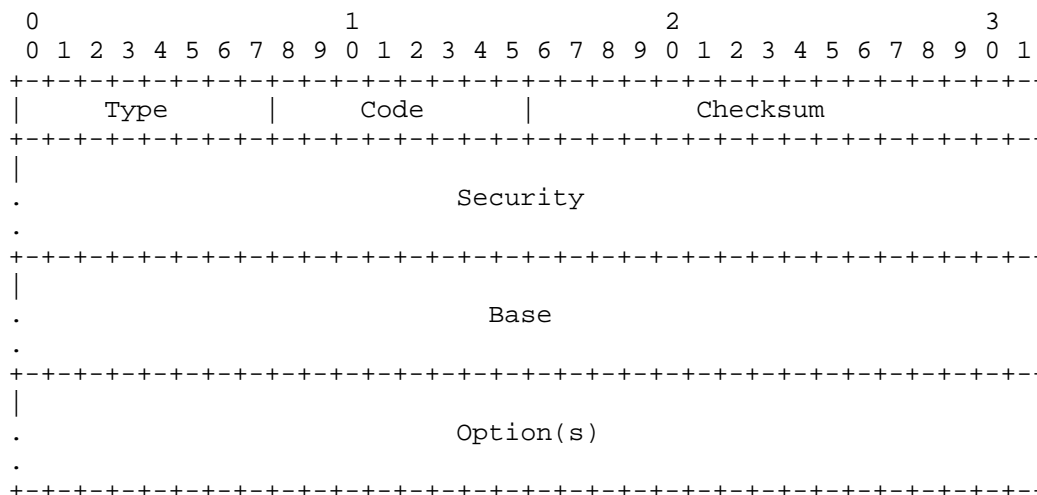 0                   1                   2                   3
 0 1 2 3 4 5 6 7 8 9 0 1 2 3 4 5 6 7 8 9 0 1 2 3 4 5 6 7 8 9 0 1
+-+-+-+-+-+-+-+-+-+-+-+-+-+-+-+-+-+-+-+-+-+-+-+-+-+-+-+-+-+-+-+-
|     Type      |     Code      |          Checksum
+-+-+-+-+-+-+-+-+-+-+-+-+-+-+-+-+-+-+-+-+-+-+-+-+-+-+-+-+-+-+-+-
|
.                           Security
.
+-+-+-+-+-+-+-+-+-+-+-+-+-+-+-+-+-+-+-+-+-+-+-+-+-+-+-+-+-+-+-+-
|
.                             Base
.
+-+-+-+-+-+-+-+-+-+-+-+-+-+-+-+-+-+-+-+-+-+-+-+-+-+-+-+-+-+-+-+-
|
.                           Option(s)
.
+-+-+-+-+-+-+-+-+-+-+-+-+-+-+-+-+-+-+-+-+-+-+-+-+-+-+-+-+-+-+-+-